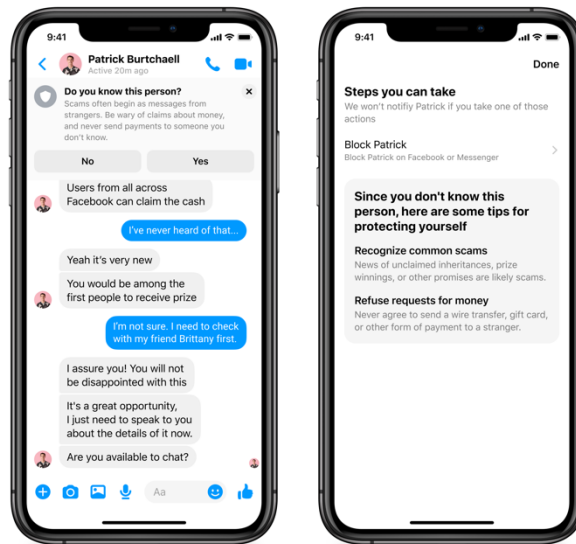 9:41
Patrick Burtchaell
Active 20m ago
Do you know this person?
Scams often begin as messages from
strangers. Be wary of claims about money,
and never send payments to someone you
don't know.
No
Yes
Users from all across
Facebook can claim the cash
I've never heard of that...
Yeah it's very new
You would be among the
first people to receive prize
I'm not sure. I need to check
with my friend Brittany first.
I assure you! You will not
be disappointed with this
It's a great opportunity,
I just need to speak to you
about the details of it now.
Are you available to chat?
Aa
9:41
Done
Steps you can take
We won't notifiy Patrick if you take one of those
actions
Block Patrick
Block Patrick on Facebook or Messenger
Since you don't know this
person, here are some tips for
protecting yourself
Recognize common scams
News of unclaimed inheritances, prize
winnings, or other promises are likely scams.
Refuse requests for money
Never agree to send a wire transfer, gift card,
or other form of payment to a stranger.